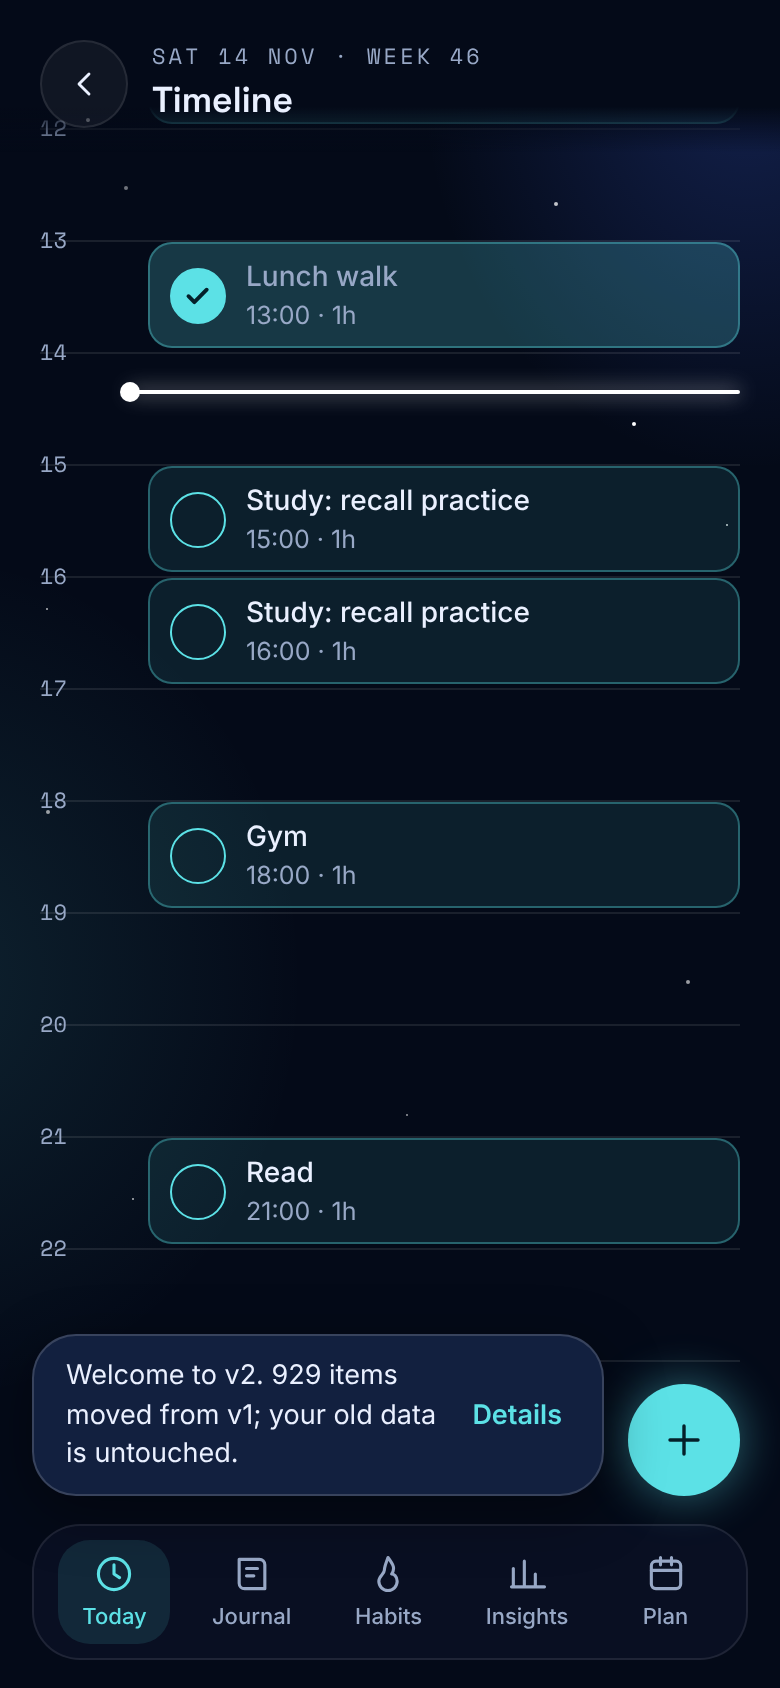 SAT 14 NOV · WEEK 46
Timeline
12
13
Lunch walk
13:00 · 1h
14
15
Study: recall practice
15:00 · 1h
16
Study: recall practice
16:00 · 1h
17
18
Gym
18:00 · 1h
19
20
21
Read
21:00 · 1h
22
Welcome to v2. 929 items
moved from v1; your old data
is untouched.
Details
Today
Journal
Habits
Insights
Plan